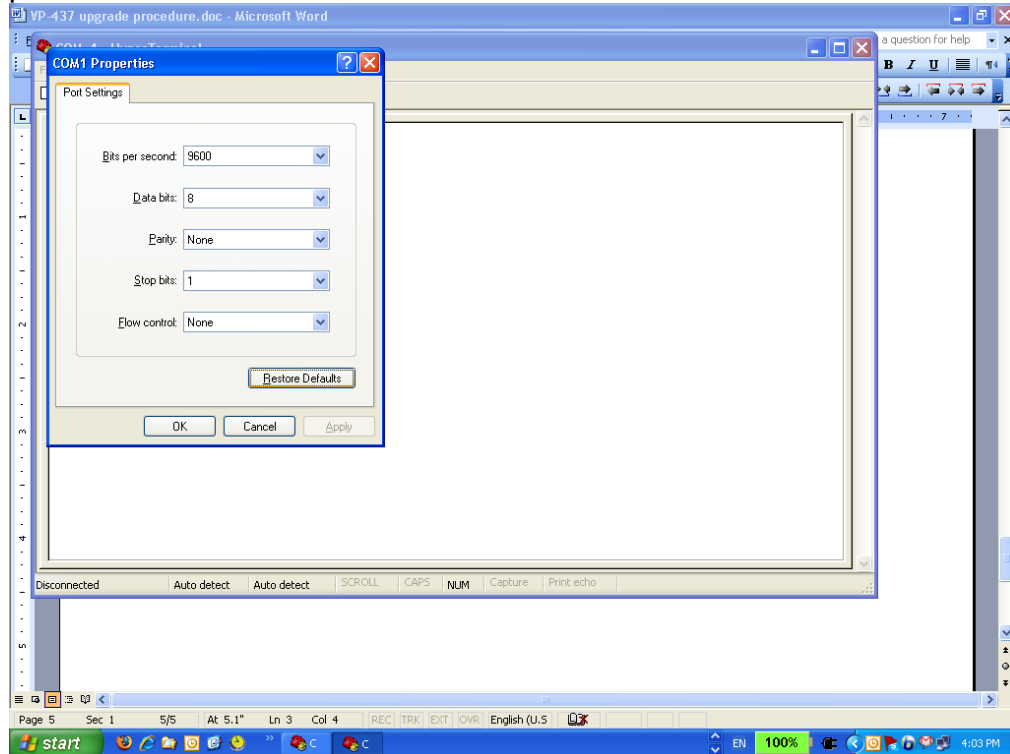 VP-437 upgrade procedure.doc - Microsoft Word
a question for help
COM1 Properties
B I U
Port Settings
7
Bits per second: 9600
Data bits: 8
Parity: None
Stop bits: 1
Flow control: None
Restore Defaults
OK Cancel Apply
Disconnected Auto detect Auto detect SCROLL CAPS NUM Capture Print echo
Page 5 Sec 1 5/5 At 5.1" Ln 3 Col 4 REC TRK EXT OVR English (U.S
start C C EN 100% 4:03 PM